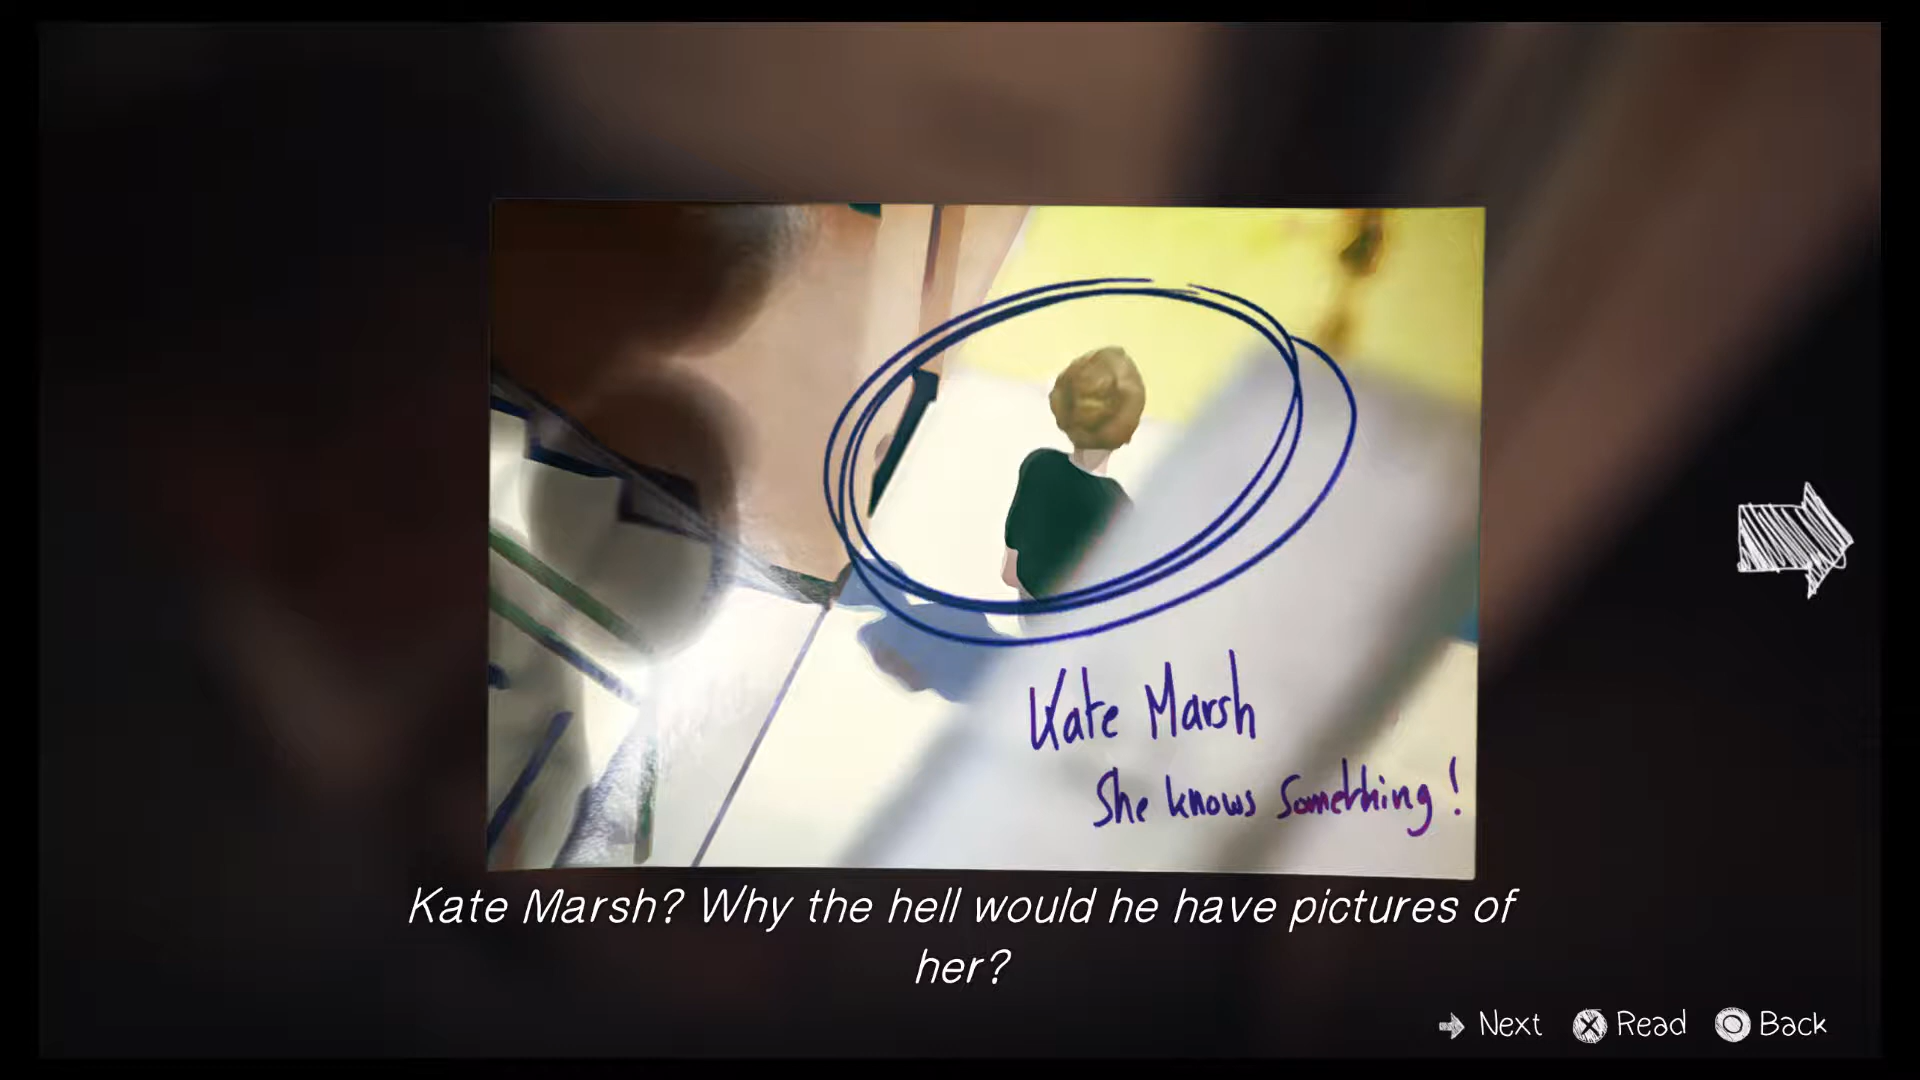 Kate Marsh
She knows Something!
Kate Marsh? Why the hell would he have pictures of
her?
Next Read Back